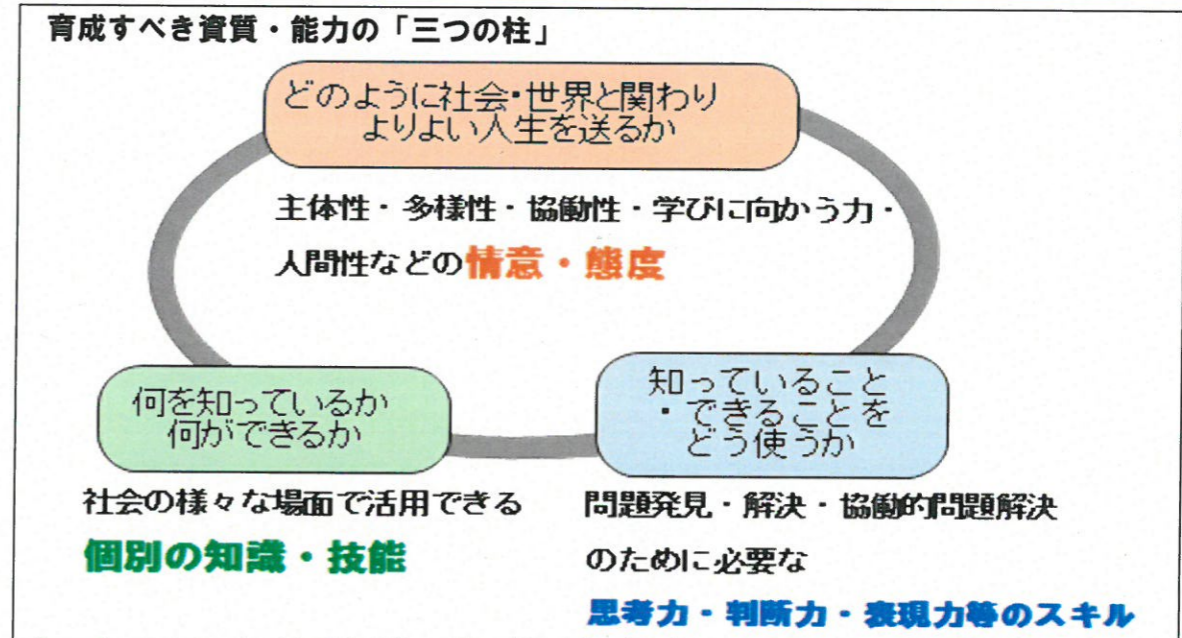 育成すべき資質・能力の「三つの柱」
どのように社会・世界と関わり
よりよい人生を送るか
主体性・多様性・協働性・学びに向かう力・
人間性などの情意・態度
何を知っているか
何ができるか
社会の様々な場面で活用できる
個別の知識・技能
知っていること
・できることを
どう使うか
問題発見・解決・協働的問題解決
のために必要な
思考力・判断力・表現力等のスキル